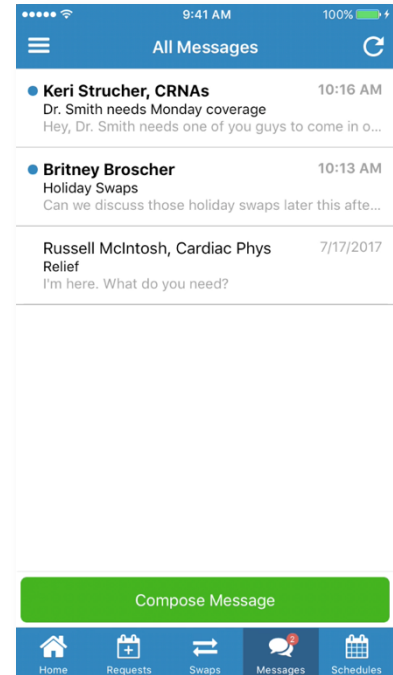 9:41 AM
100%
All Messages
Keri Strucher, CRNAs 10:16 AM
Dr. Smith needs Monday coverage
Hey, Dr. Smith needs one of you guys to come in o...
Britney Broscher 10:13 AM
Holiday Swaps
Can we discuss those holiday swaps later this afte...
Russell McIntosh, Cardiac Phys 7/17/2017
Relief
I'm here. What do you need?
Compose Message
2
Home Requests Swaps Messages Schedules